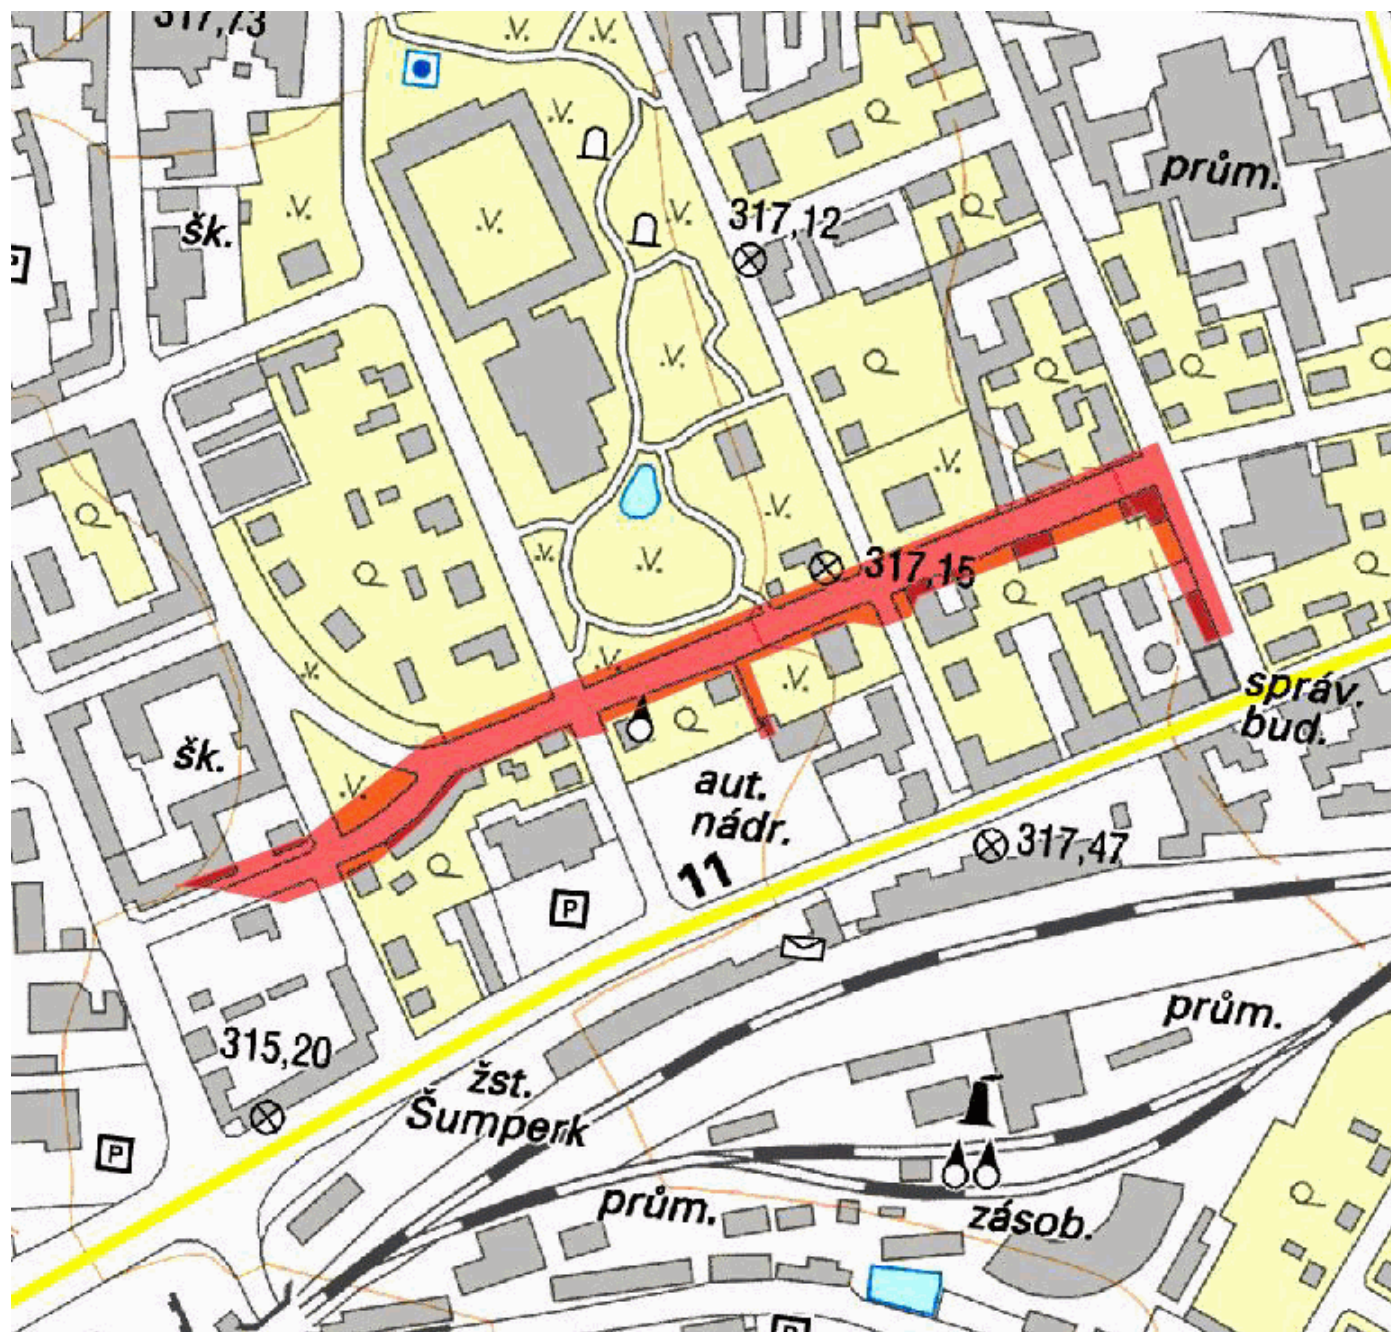 317,73
prům.
317,12
šk.
P
317,15
správ.
bud.
šk.
aut.
nádr.
317,47
11
P
prům.
315,20
žst.
Šumperk
P
prům.
zásob.
P